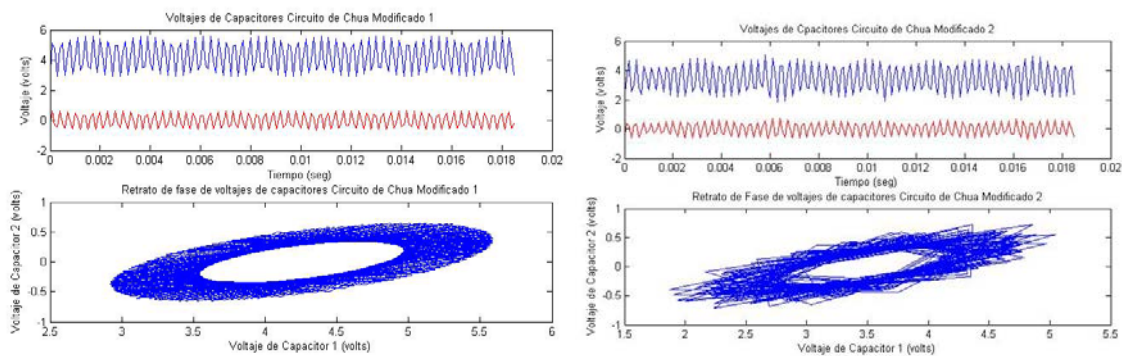 Voltajes de Capacitores Circuito de Chua Modificado 1
6
4
2
0
-2
Voltaje (volts)
0 0.002 0.004 0.006 0.008 0.01 0.012 0.014 0.016 0.018 0.02
Tiempo (seg)
Retrato de fase de voltajes de capacitores Circuito de Chua Modificado 1
1
0.5
0
-0.5
-1
Voltaje de Capacitor 2 (volts)
2.5 3 3.5 4 4.5 5 5.5 6
Voltaje de Capacitor 1 (volts)
Voltajes de Cpacitores Circuito de Chua Modificado 2
6
4
2
0
-2
Voltaje (volts)
0 0.002 0.004 0.006 0.008 0.01 0.012 0.014 0.016 0.018 0.02
Tiempo (seg)
Retrato de Fase de voltajes de capacitores Circuito de Chua Modificado 2
1
0.5
0
-0.5
-1
Voltaje de Capacitor 2 (volts)
1.5 2 2.5 3 3.5 4 4.5 5 5.5
Voltaje de Capacitor 1 (volts)